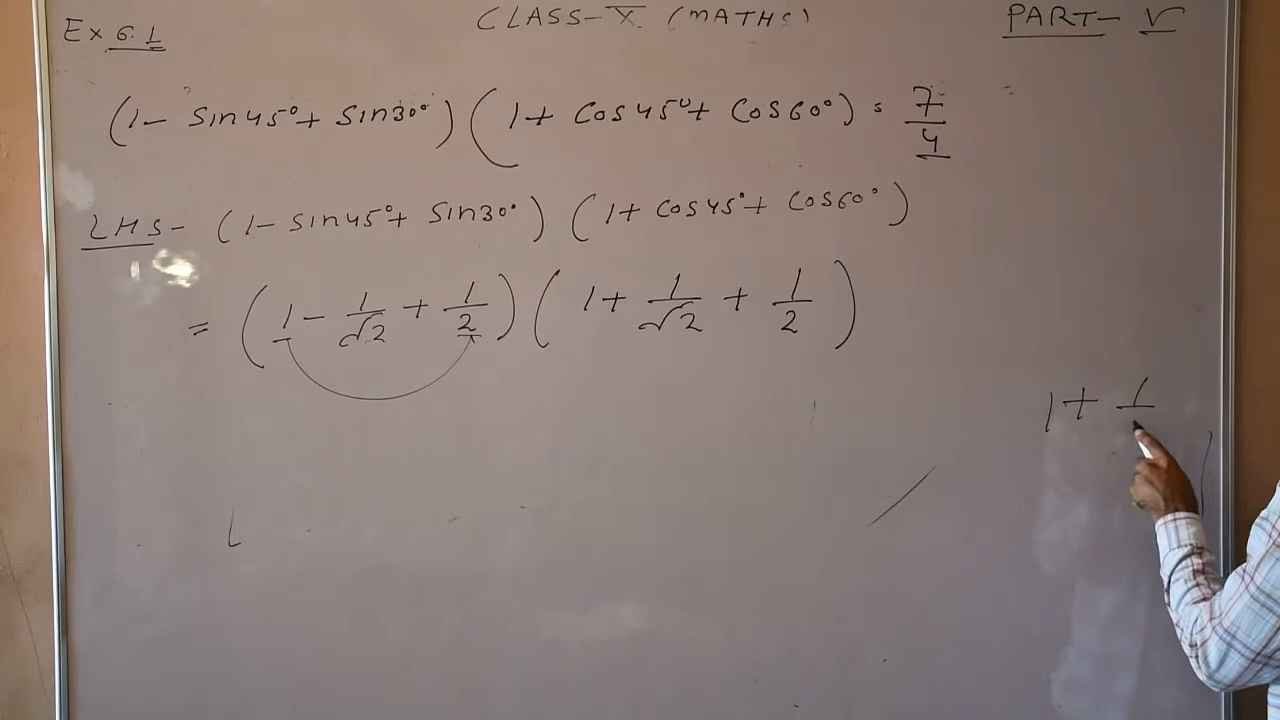 Ex 6.1 CLASS-X (MATHS) PART-V
(1- Sin45°+ Sin30°) (1+ Cos45°+ Cos60°) = 7/4
LHS- (1- Sin45°+ Sin30°) (1+ Cos45°+ Cos60°)
= (1 - 1/√2 + 1/2) (1 + 1/√2 + 1/2)
1+ 1/